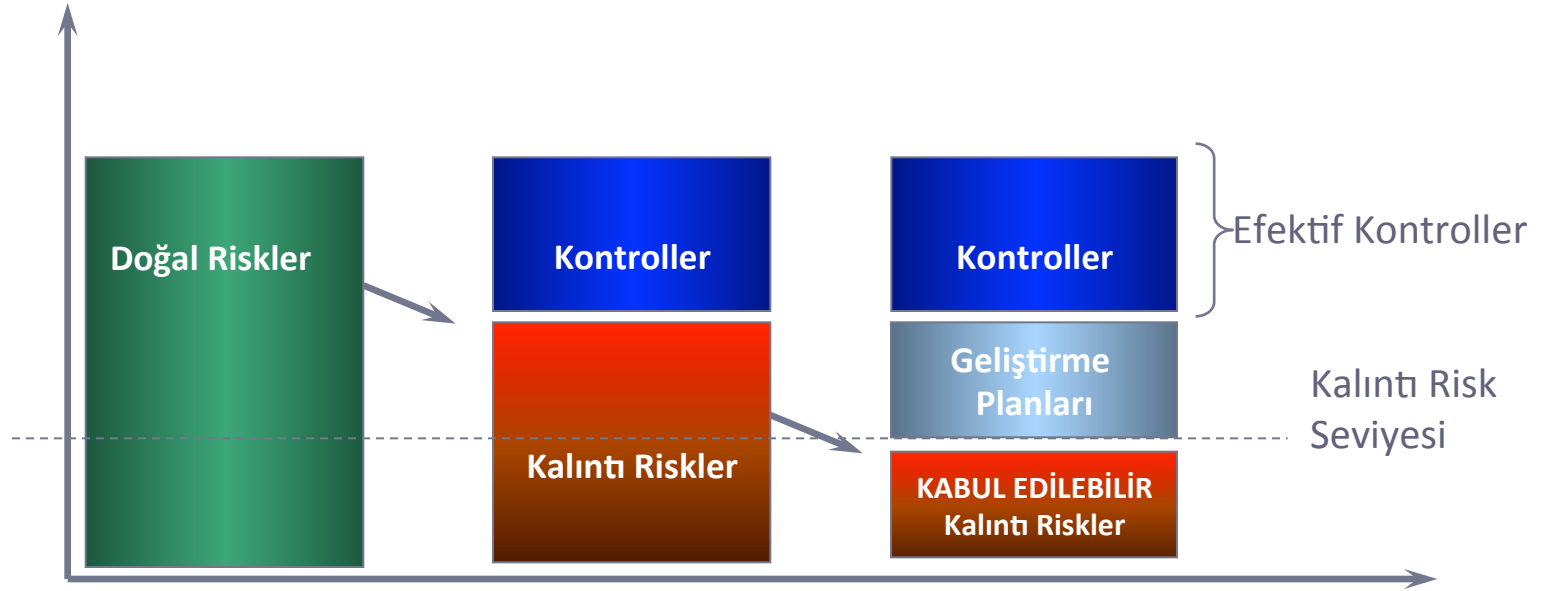 Doğal Riskler
Kontroller
Kontroller
Efektif Kontroller
Geliştirme
Planları
Kalıntı Risk
Seviyesi
Kalıntı Riskler
KABUL EDİLEBİLİR
Kalıntı Riskler